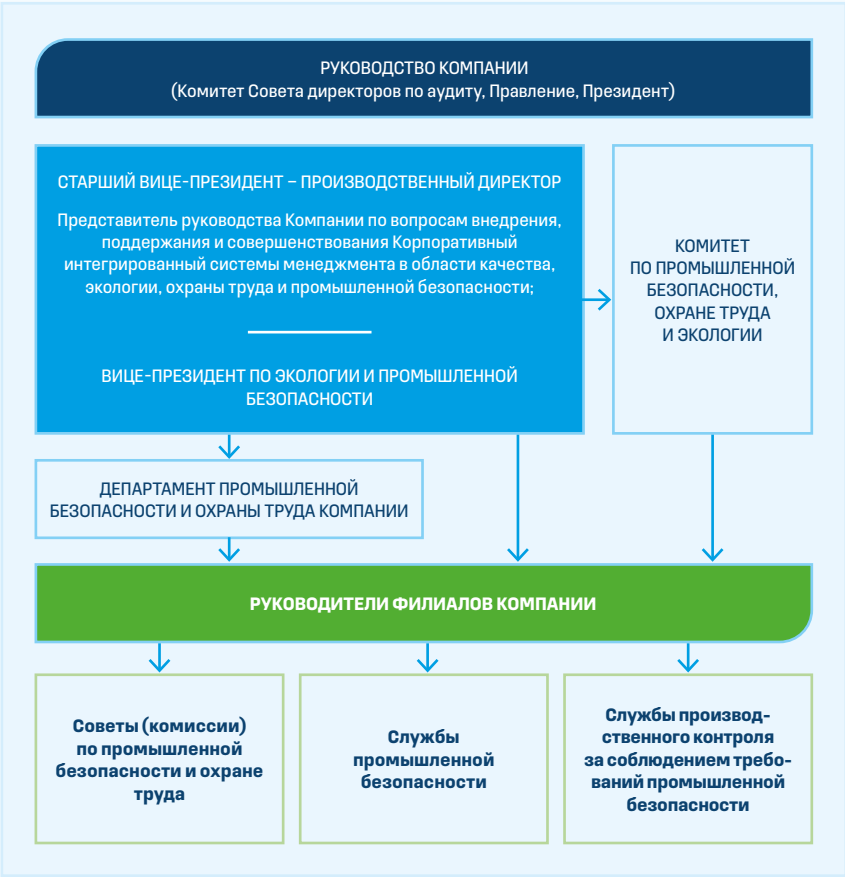 РУКОВОДСТВО КОМПАНИИ
(Комитет Совета директоров по аудиту, Правление, Президент)
СТАРШИЙ ВИЦЕ-ПРЕЗИДЕНТ – ПРОИЗВОДСТВЕННЫЙ ДИРЕКТОР
Представитель руководства Компании по вопросам внедрения,
поддержания и совершенствования Корпоративный
интегрированный системы менеджмента в области качества,
экологии, охраны труда и промышленной безопасности;
ВИЦЕ-ПРЕЗИДЕНТ ПО ЭКОЛОГИИ И ПРОМЫШЛЕННОЙ
БЕЗОПАСНОСТИ
КОМИТЕТ
ПО ПРОМЫШЛЕННОЙ
БЕЗОПАСНОСТИ,
ОХРАНЕ ТРУДА
И ЭКОЛОГИИ
ДЕПАРТАМЕНТ ПРОМЫШЛЕННОЙ
БЕЗОПАСНОСТИ И ОХРАНЫ ТРУДА КОМПАНИИ
РУКОВОДИТЕЛИ ФИЛИАЛОВ КОМПАНИИ
Советы (комиссии)
по промышленной
безопасности и охране
труда
Службы
промышленной
безопасности
Службы производ-
ственного контроля
за соблюдением требо-
ваний промышленной
безопасности